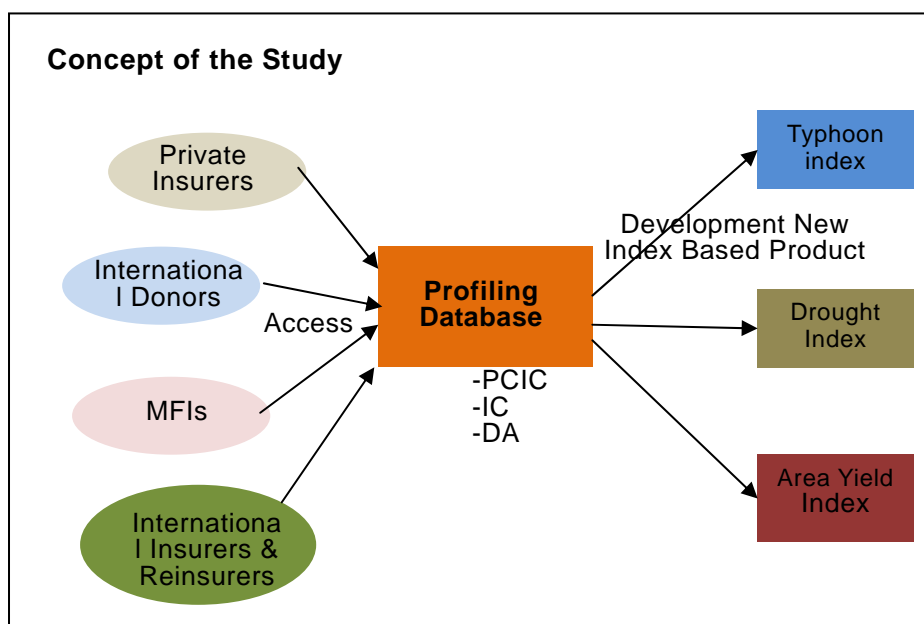 Concept of the Study
Private
Insurers
Internationa
l Donors
Access
MFIs
Internationa
l Insurers &
Reinsurers
Profiling
Database
-PCIC
-IC
-DA
Development New
Index Based Product
Typhoon
index
Drought
Index
Area Yield
Index